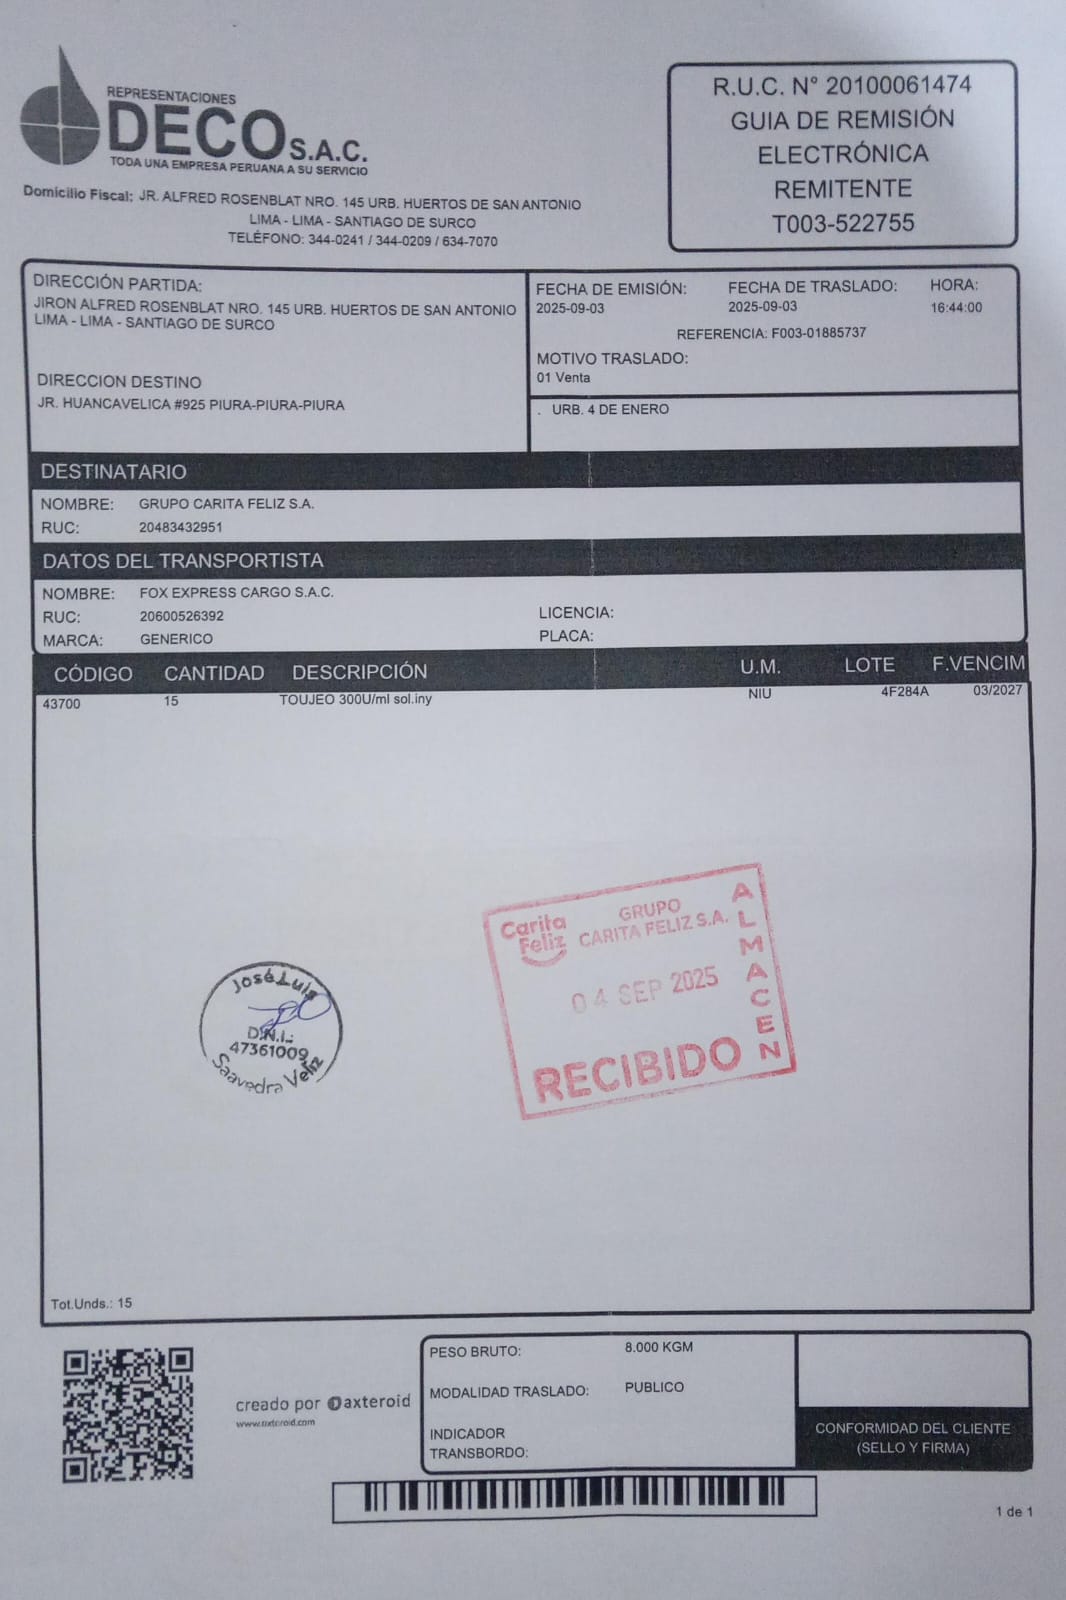 REPRESENTACIONES
DECO S.A.C.
TODA UNA EMPRESA PERUANA A SU SERVICIO
Domicilio Fiscal: JR. ALFRED ROSENBLAT NRO. 145 URB. HUERTOS DE SAN ANTONIO
LIMA - LIMA - SANTIAGO DE SURCO
TELÉFONO: 344-0241 / 344-0209 / 634-7070
R.U.C. N° 20100061474
GUIA DE REMISIÓN
ELECTRÓNICA
REMITENTE
T003-522755
DIRECCIÓN PARTIDA:
JIRON ALFRED ROSENBLAT NRO. 145 URB. HUERTOS DE SAN ANTONIO
LIMA - LIMA - SANTIAGO DE SURCO
DIRECCION DESTINO
JR. HUANCAVELICA #925 PIURA-PIURA-PIURA
FECHA DE EMISIÓN: FECHA DE TRASLADO: HORA:
2025-09-03 2025-09-03 16:44:00
REFERENCIA: F003-01885737
MOTIVO TRASLADO:
01 Venta
. URB. 4 DE ENERO
DESTINATARIO
NOMBRE: GRUPO CARITA FELIZ S.A.
RUC: 20483432951
DATOS DEL TRANSPORTISTA
NOMBRE: FOX EXPRESS CARGO S.A.C.
RUC: 20600526392 LICENCIA:
MARCA: GENERICO PLACA:
CÓDIGO CANTIDAD DESCRIPCIÓN U.M. LOTE F.VENCIM
43700 15 TOUJEO 300U/ml sol.iny NIU 4F284A 03/2027
Carita Feliz
GRUPO
CARITA FELIZ S.A.
04 SEP 2025
RECIBIDO
ALMACEN
José Luis
D.N.I.:
47361009
Saavedra Veliz
Tot.Unds.: 15
creado por axteroid
www.axteroid.com
PESO BRUTO: 8.000 KGM
MODALIDAD TRASLADO: PUBLICO
INDICADOR
TRANSBORDO:
CONFORMIDAD DEL CLIENTE
(SELLO Y FIRMA)
1 de 1